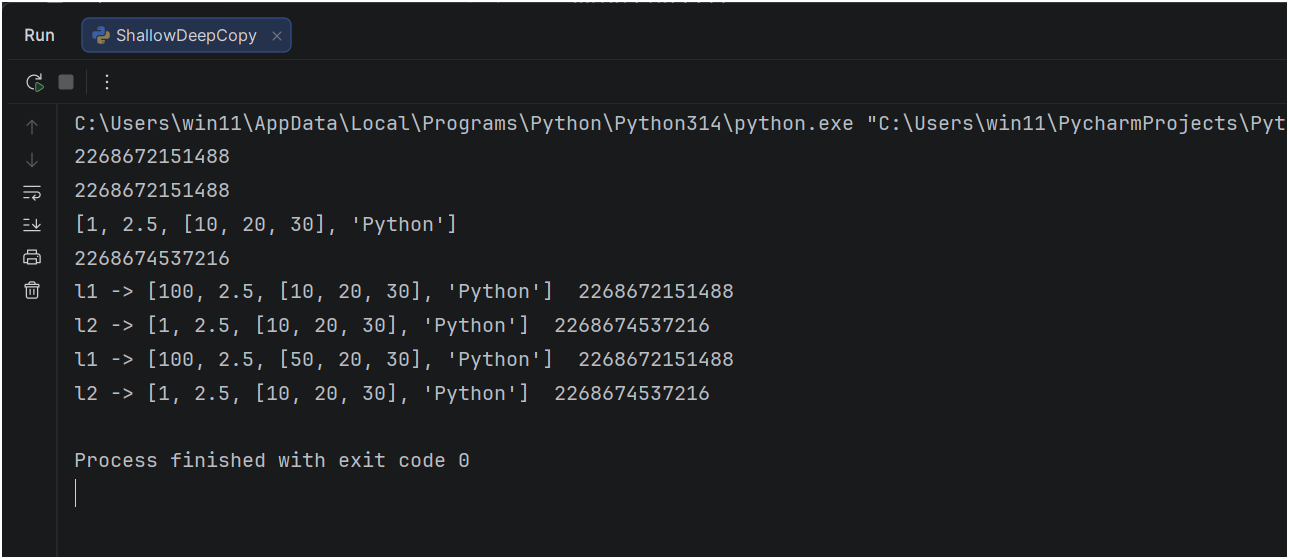 Run ShallowDeepCopy
C:\Users\win11\AppData\Local\Programs\Python\Python314\python.exe "C:\Users\win11\PycharmProjects\Pyt
2268672151488
2268672151488
[1, 2.5, [10, 20, 30], 'Python']
2268674537216
l1 -> [100, 2.5, [10, 20, 30], 'Python']  2268672151488
l2 -> [1, 2.5, [10, 20, 30], 'Python']  2268674537216
l1 -> [100, 2.5, [50, 20, 30], 'Python']  2268672151488
l2 -> [1, 2.5, [10, 20, 30], 'Python']  2268674537216
Process finished with exit code 0